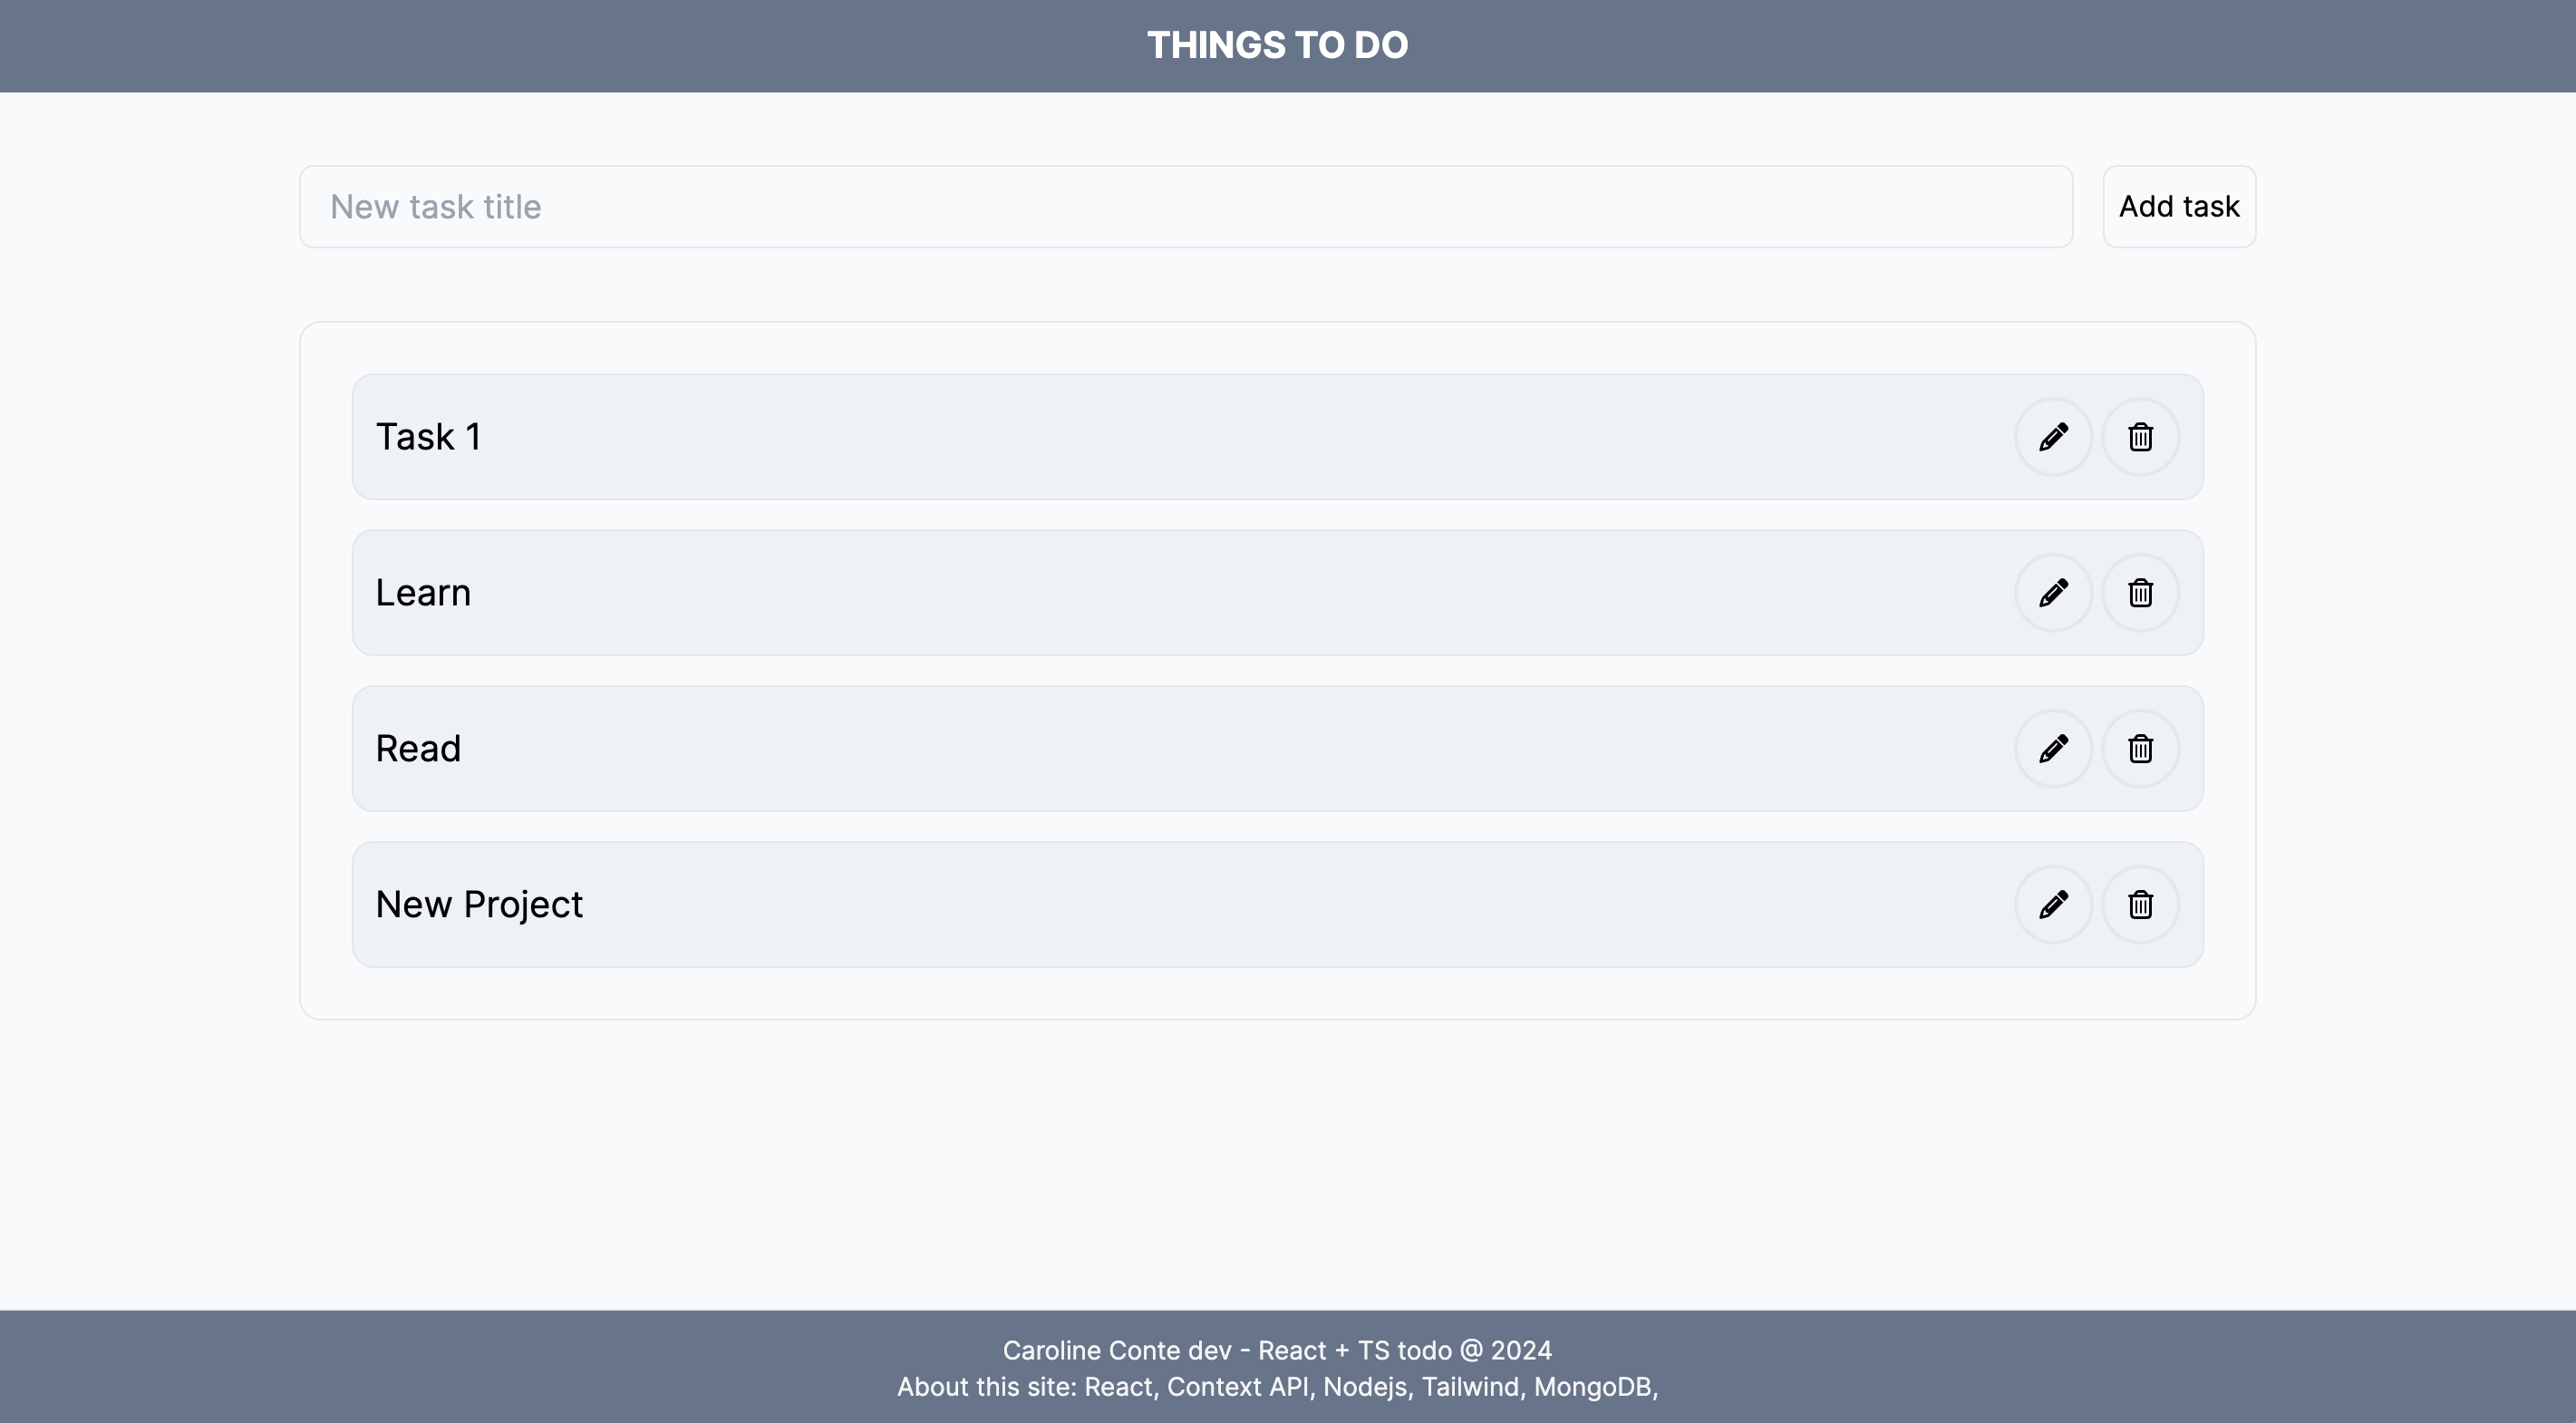 THINGS TO DO
New task title
Add task
Task 1
Learn
Read
New Project
Caroline Conte dev - React + TS todo @ 2024
About this site: React, Context API, Nodejs, Tailwind, MongoDB,